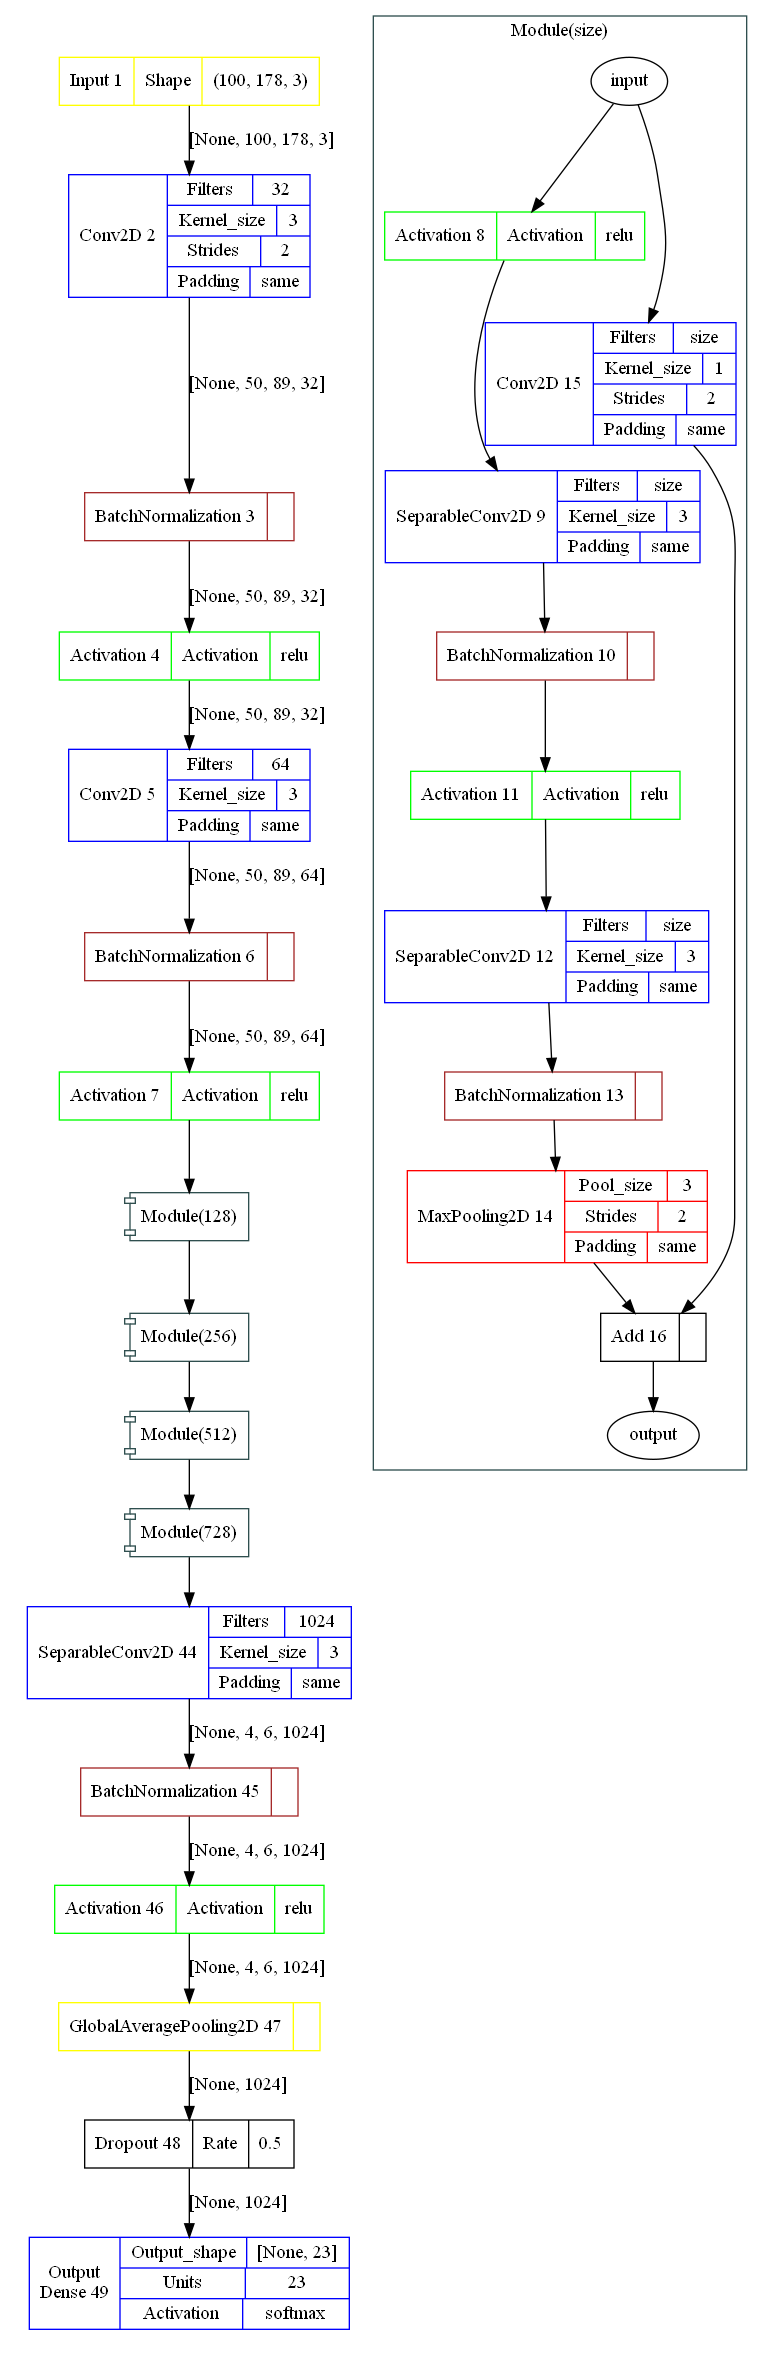 Input 1 Shape (100, 178, 3)
[None, 100, 178, 3]
Conv2D 2
Filters 32
Kernel_size 3
Strides 2
Padding same
[None, 50, 89, 32]
BatchNormalization 3
[None, 50, 89, 32]
Activation 4 Activation relu
[None, 50, 89, 32]
Conv2D 5
Filters 64
Kernel_size 3
Padding same
[None, 50, 89, 64]
BatchNormalization 6
[None, 50, 89, 64]
Activation 7 Activation relu
Module(128)
Module(256)
Module(512)
Module(728)
SeparableConv2D 44
Filters 1024
Kernel_size 3
Padding same
[None, 4, 6, 1024]
BatchNormalization 45
[None, 4, 6, 1024]
Activation 46 Activation relu
[None, 4, 6, 1024]
GlobalAveragePooling2D 47
[None, 1024]
Dropout 48 Rate 0.5
[None, 1024]
Output
Dense 49
Output_shape [None, 23]
Units 23
Activation softmax
Module(size)
input
Activation 8 Activation relu
Conv2D 15
Filters size
Kernel_size 1
Strides 2
Padding same
SeparableConv2D 9
Filters size
Kernel_size 3
Padding same
BatchNormalization 10
Activation 11 Activation relu
SeparableConv2D 12
Filters size
Kernel_size 3
Padding same
BatchNormalization 13
MaxPooling2D 14
Pool_size 3
Strides 2
Padding same
Add 16
output